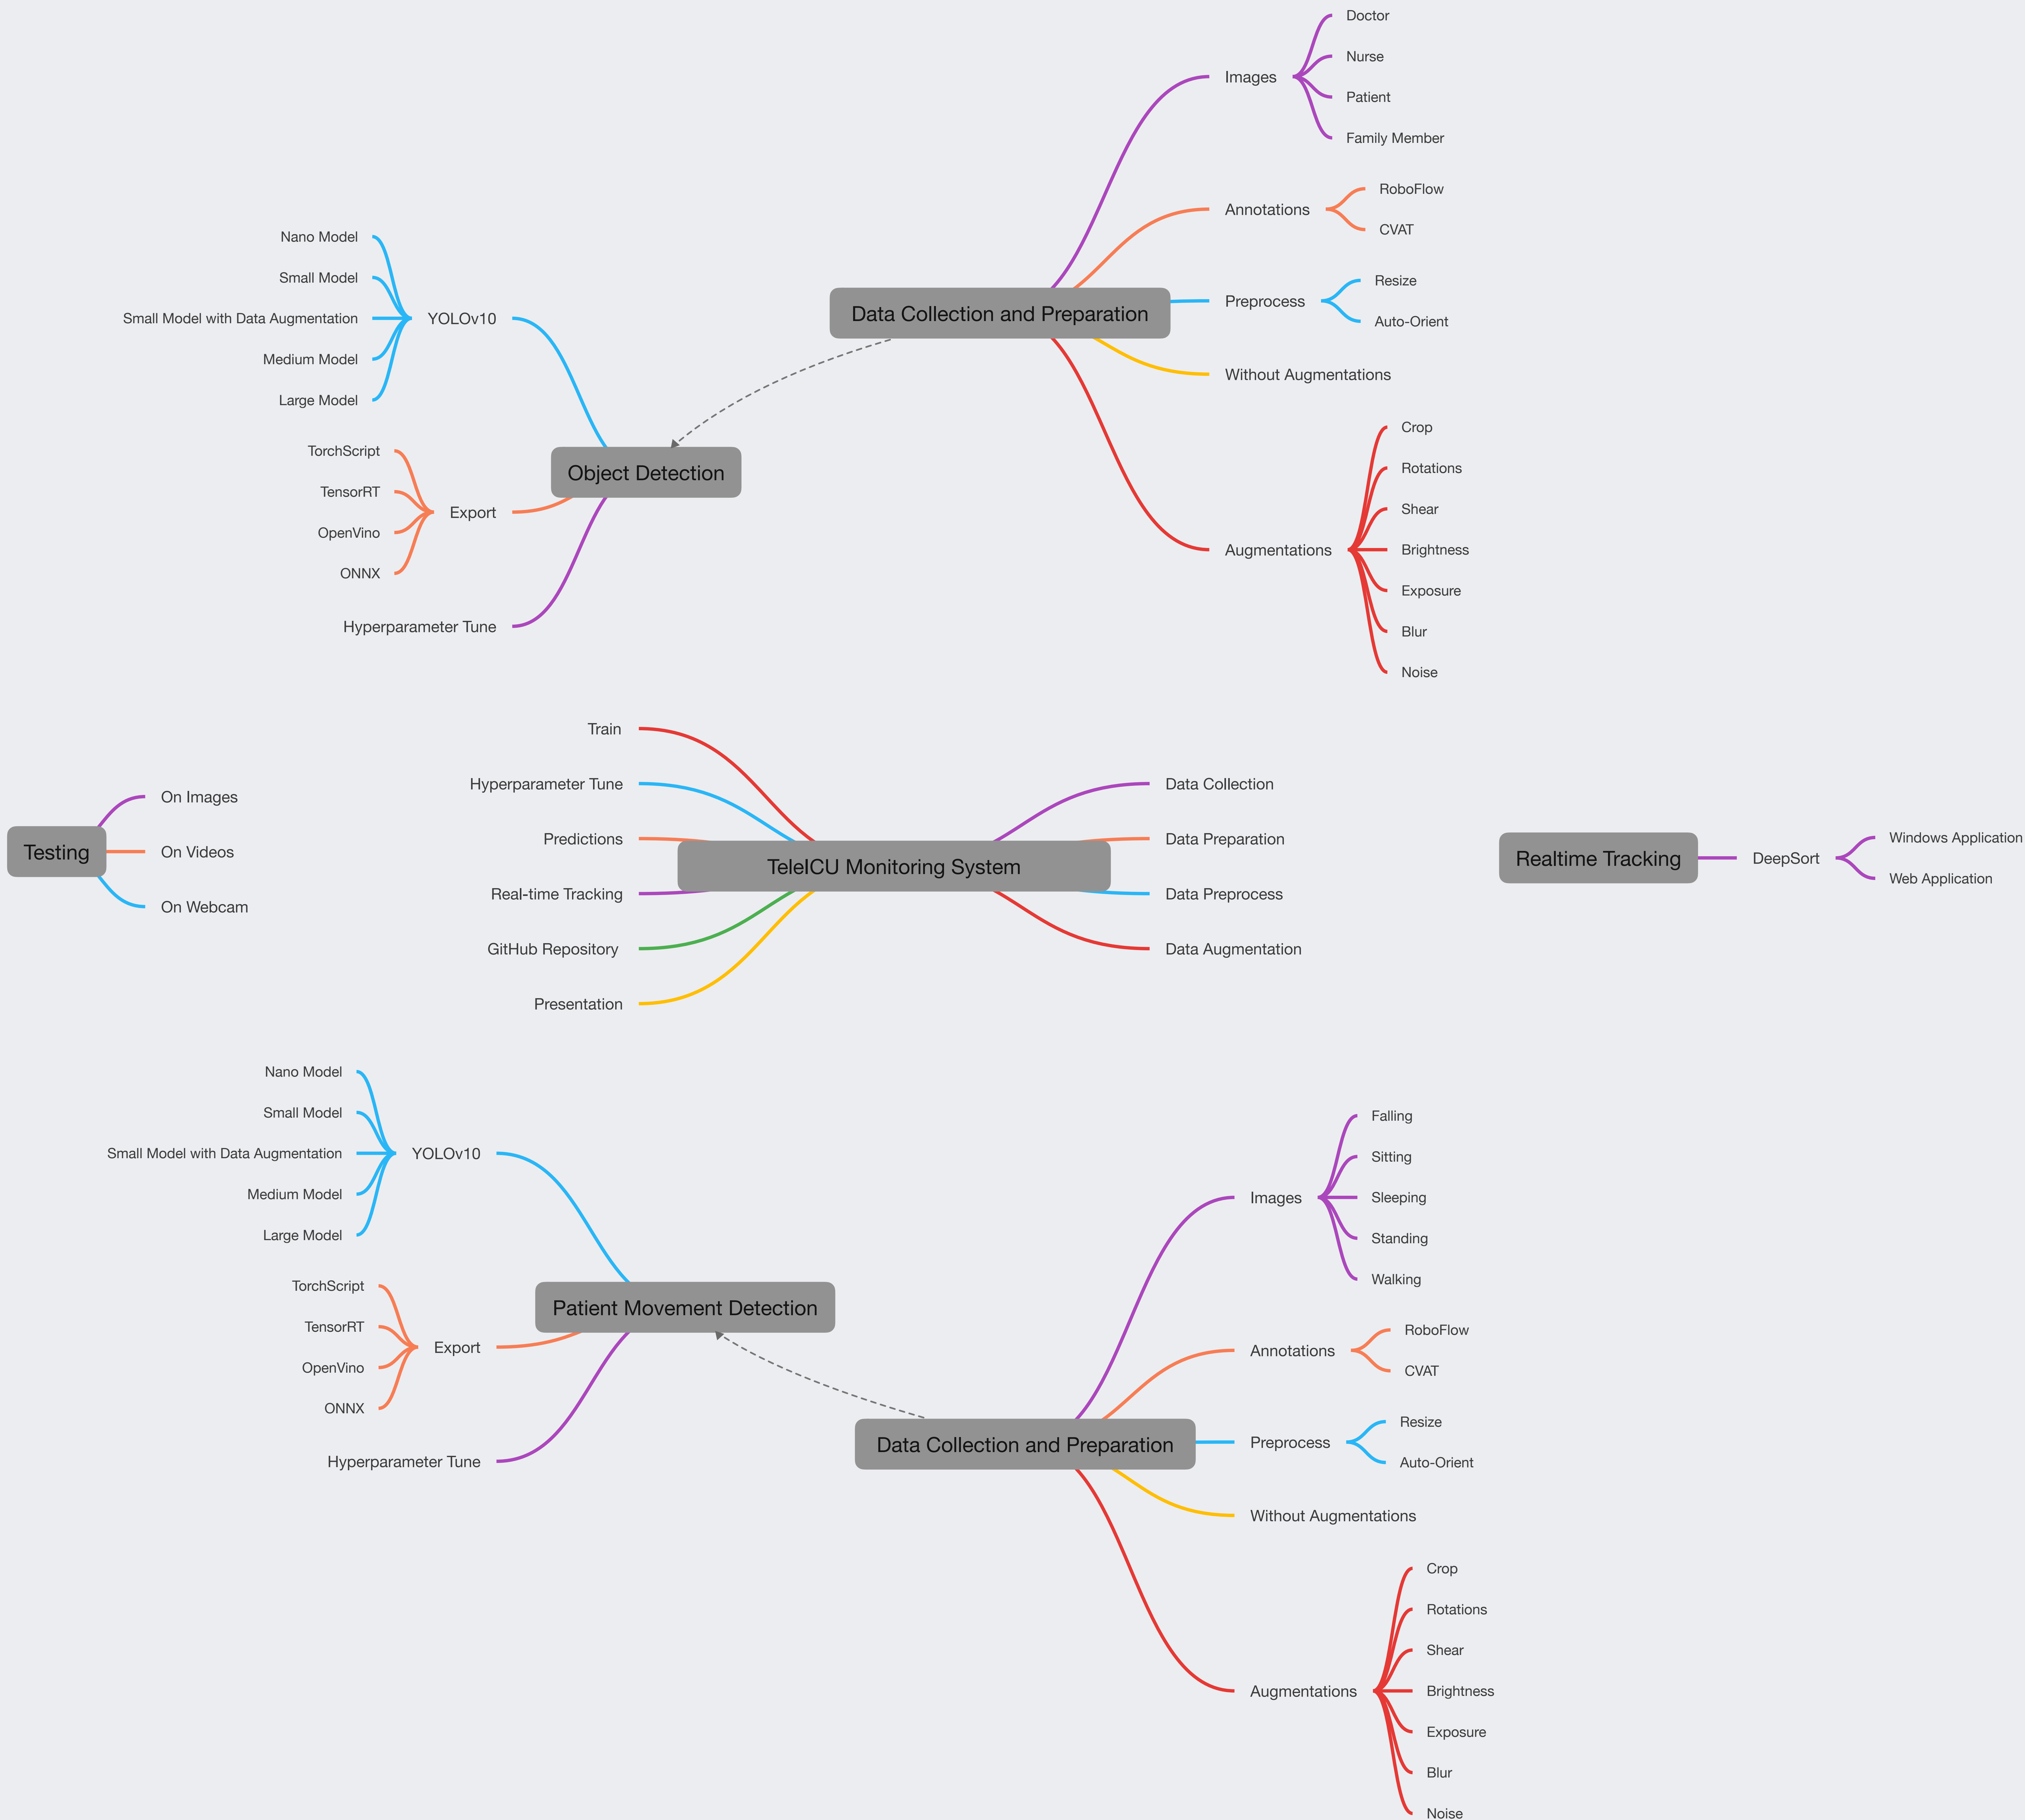 Doctor
Nurse
Images
Patient
Family Member
RoboFlow
Annotations
CVAT
Resize
Data Collection and Preparation
Preprocess
Auto-Orient
Without Augmentations
Crop
Rotations
Shear
Augmentations
Brightness
Exposure
Blur
Noise
Nano Model
Small Model
Small Model with Data Augmentation
YOLOv10
Medium Model
Large Model
TorchScript
Object Detection
TensorRT
Export
OpenVino
ONNX
Hyperparameter Tune
Testing
On Images
On Videos
On Webcam
Train
Hyperparameter Tune
Predictions
Real-time Tracking
GitHub Repository
Presentation
TeleICU Monitoring System
Data Collection
Data Preparation
Data Preprocess
Data Augmentation
Realtime Tracking
DeepSort
Windows Application
Web Application
Nano Model
Small Model
Small Model with Data Augmentation
YOLOv10
Medium Model
Large Model
TorchScript
Patient Movement Detection
TensorRT
Export
OpenVino
ONNX
Hyperparameter Tune
Falling
Sitting
Images
Sleeping
Standing
Walking
RoboFlow
Annotations
CVAT
Resize
Data Collection and Preparation
Preprocess
Auto-Orient
Without Augmentations
Crop
Rotations
Shear
Augmentations
Brightness
Exposure
Blur
Noise